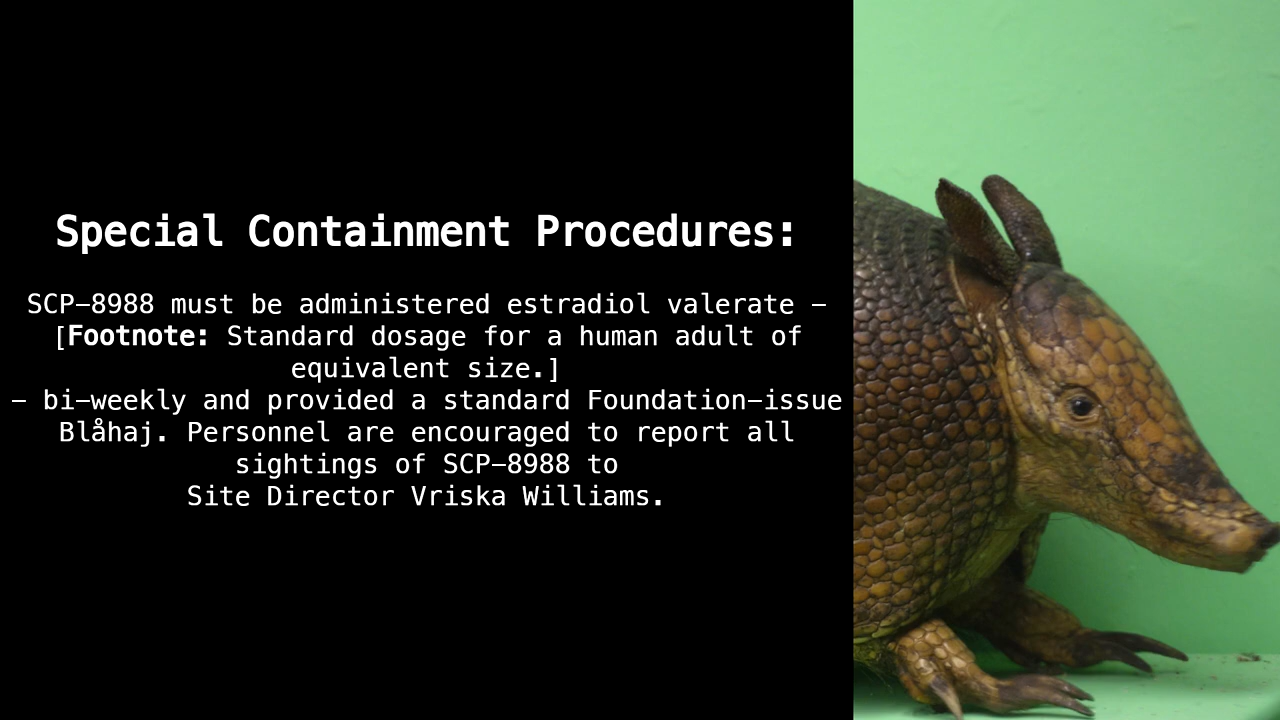 Special Containment Procedures:
SCP-8988 must be administered estradiol valerate -
[Footnote: Standard dosage for a human adult of
equivalent size.]
- bi-weekly and provided a standard Foundation-issue
Blåhaj. Personnel are encouraged to report all
sightings of SCP-8988 to
Site Director Vriska Williams.